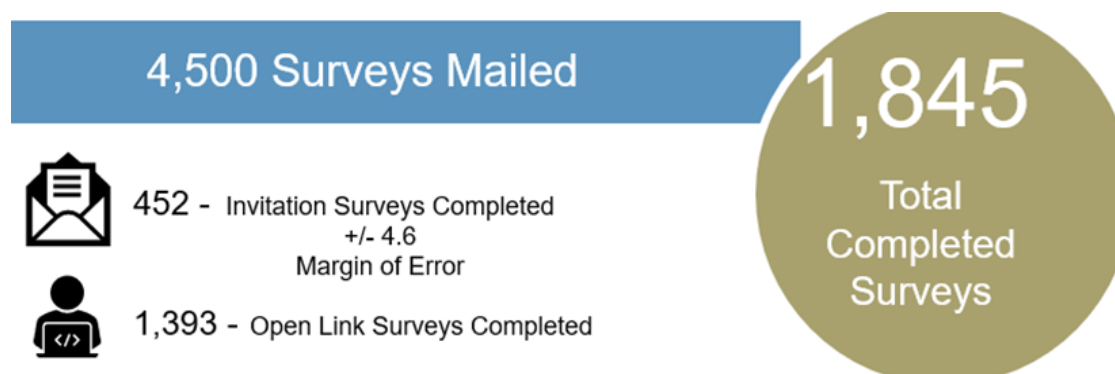 4,500 Surveys Mailed
1,845
Total
Completed
Surveys
452 - Invitation Surveys Completed
+/- 4.6
Margin of Error
1,393 - Open Link Surveys Completed
</>